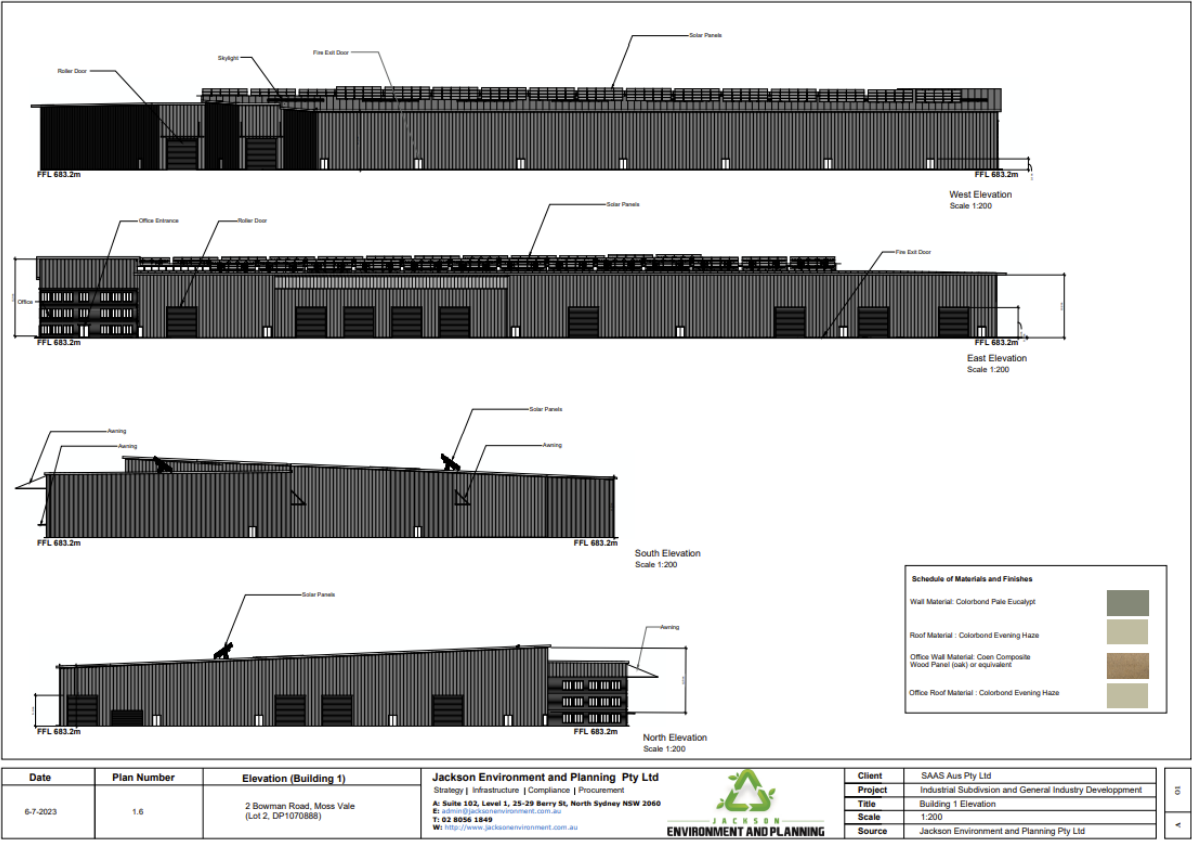 Solar Panels
Fire Exit Door
Skylight
Roller Door
FFL 683.2m
FFL 683.2m
West Elevation
Scale 1:200
Solar Panels
Office Entrance
Roller Door
Fire Exit Door
Office
FFL 683.2m
FFL 683.2m
East Elevation
Scale 1:200
Solar Panels
Awning
Awning
Awning
FFL 683.2m
FFL 683.2m
South Elevation
Scale 1:200
Solar Panels
Awning
FFL 683.2m
FFL 683.2m
North Elevation
Scale 1:200
Schedule of Materials and Finishes
Wall Material: Colorbond Pale Eucalypt
Roof Material : Colorbond Evening Haze
Office Wall Material: Coen Composite
Wood Panel (oak) or equivalent
Office Roof Material : Colorbond Evening Haze
Date
6-7-2023
Plan Number
1.6
Elevation (Building 1)
2 Bowman Road, Moss Vale
(Lot 2, DP1070888)
Jackson Environment and Planning Pty Ltd
Strategy | Infrastructure | Compliance | Procurement
A: Suite 102, Level 1, 25-29 Berry St, North Sydney NSW 2060
E: admin@jacksonenvironment.com.au
T: 02 8056 1849
W: http://www.jacksonenvironment.com.au
JACKSON
ENVIRONMENT AND PLANNING
Client SAAS Aus Pty Ltd
Project Industrial Subdivsion and General Industry Developpment
Title Building 1 Elevation
Scale 1:200
Source Jackson Environment and Planning Pty Ltd
A